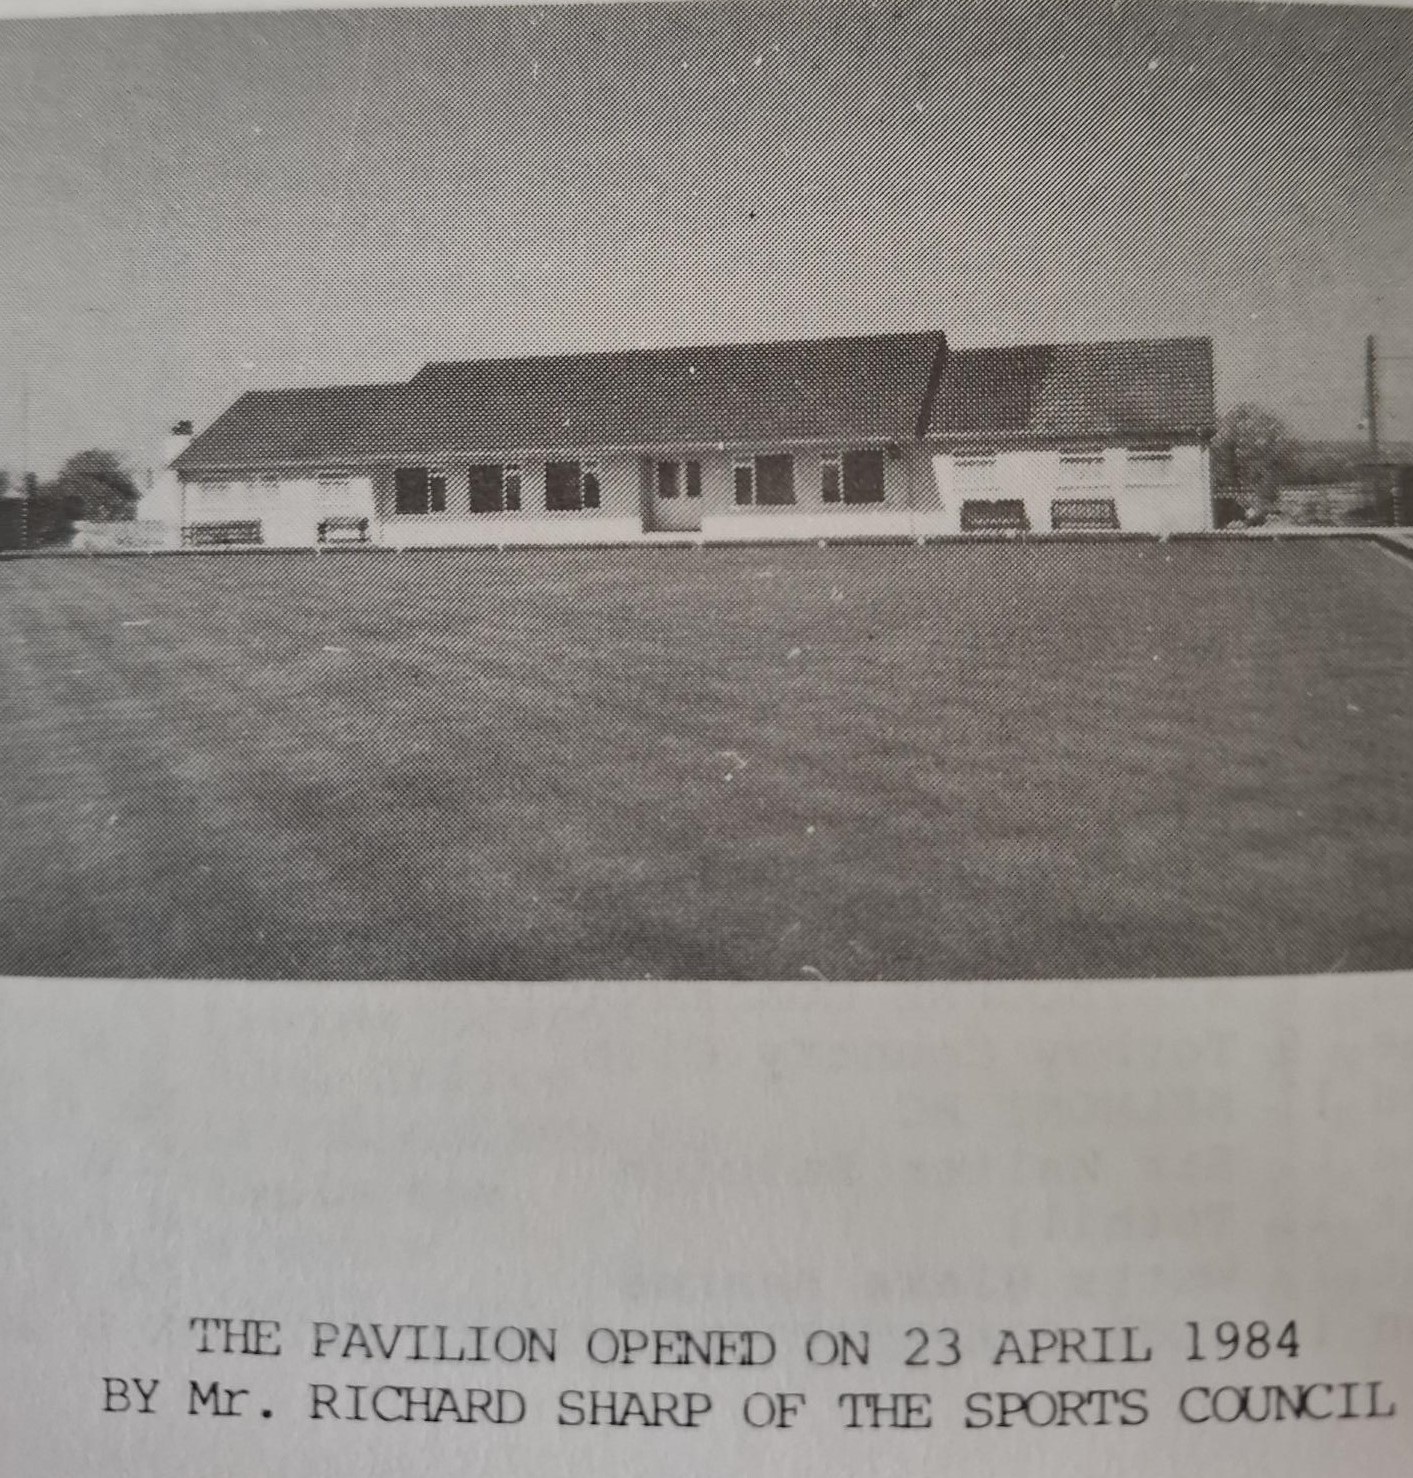 THE PAVILION OPENED ON 23 APRIL 1984
BY Mr. RICHARD SHARP OF THE SPORTS COUNCIL